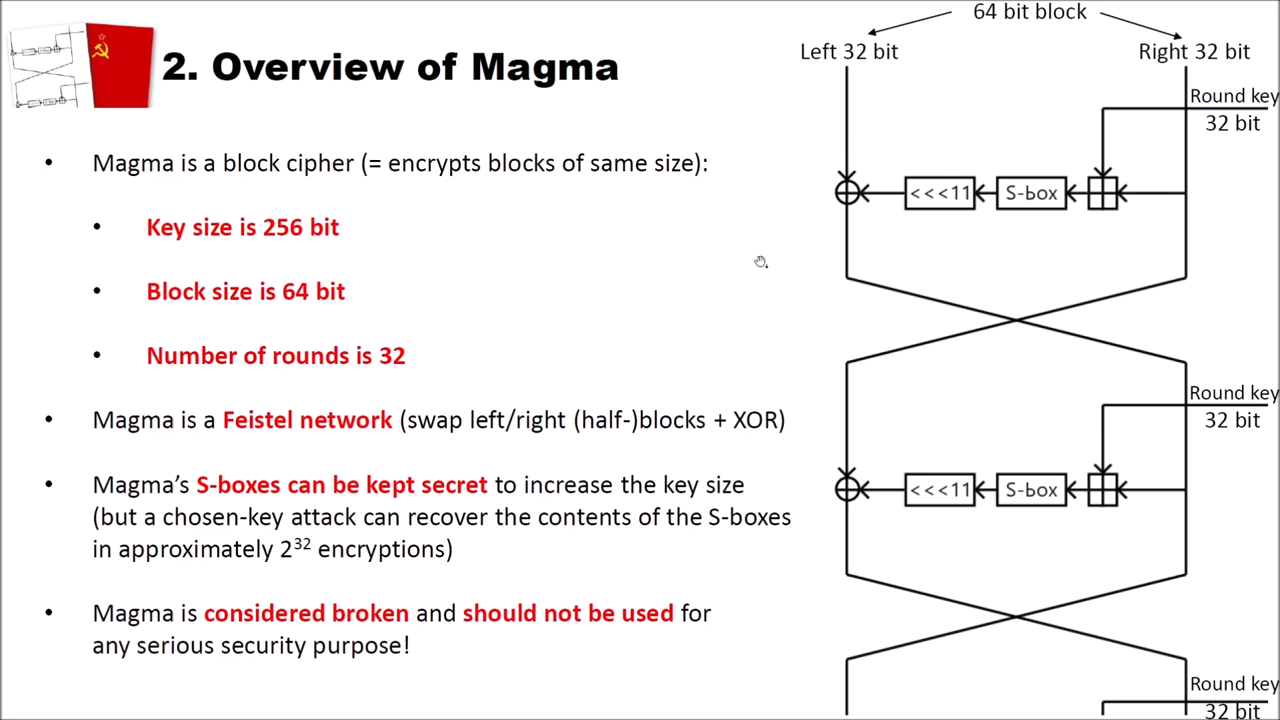 2. Overview of Magma
• Magma is a block cipher (= encrypts blocks of same size):
• Key size is 256 bit
• Block size is 64 bit
• Number of rounds is 32
• Magma is a Feistel network (swap left/right (half-)blocks + XOR)
• Magma's S-boxes can be kept secret to increase the key size
(but a chosen-key attack can recover the contents of the S-boxes
in approximately 2³² encryptions)
• Magma is considered broken and should not be used for
any serious security purpose!
64 bit block
Left 32 bit
Right 32 bit
Round key
32 bit
<<<11
S-box
Round key
32 bit
<<<11
S-box
Round key
32 bit